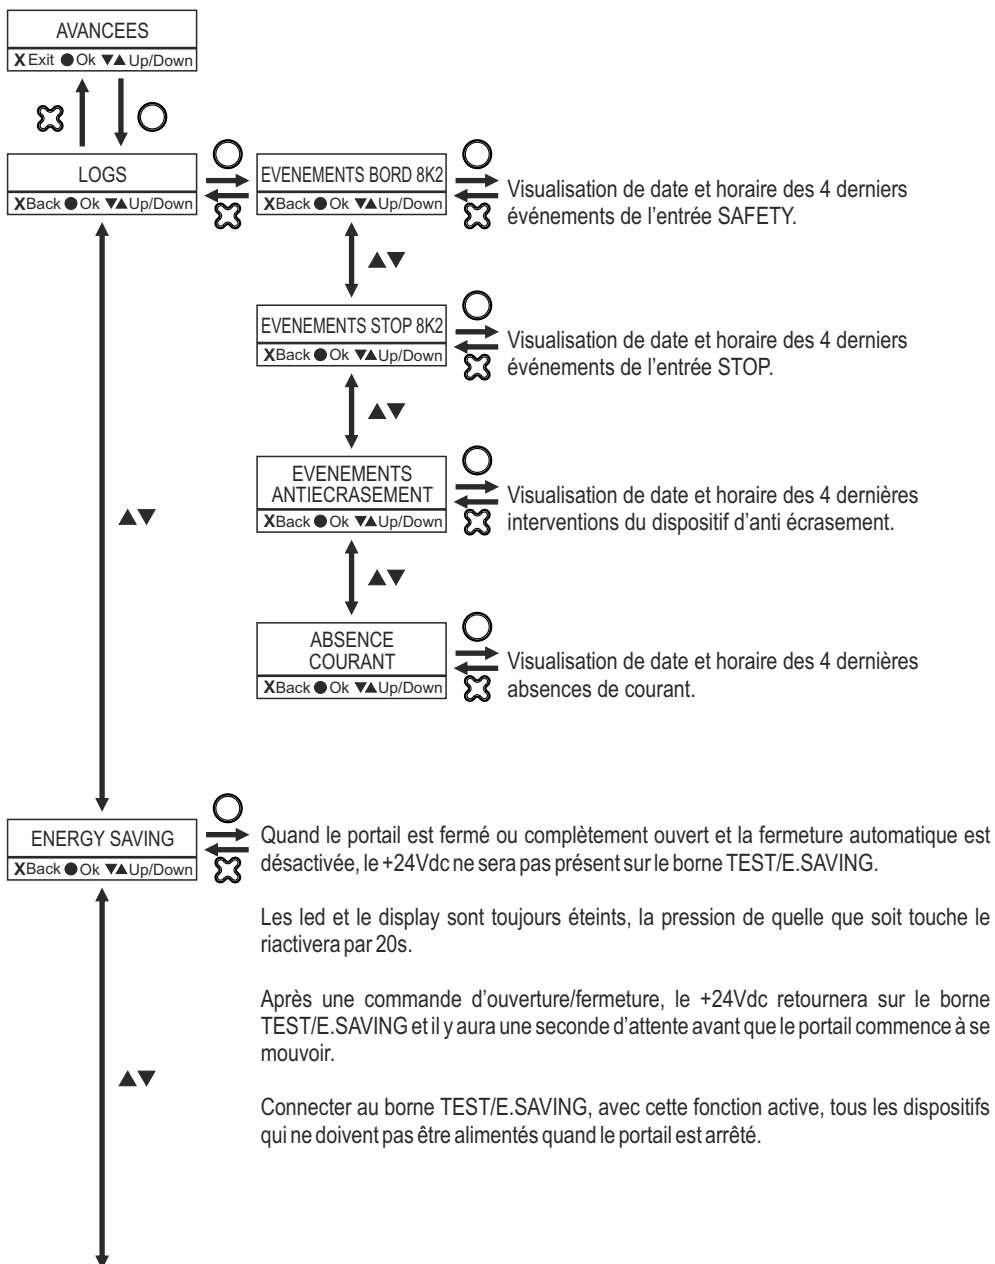 AVANCEES
X Exit ● Ok ▼▲ Up/Down
LOGS
XBack ● Ok ▼▲ Up/Down
EVENEMENTS BORD 8K2
XBack ● Ok ▼▲ Up/Down
Visualisation de date et horaire des 4 derniers
événements de l’entrée SAFETY.
▲▼
EVENEMENTS STOP 8K2
XBack ● Ok ▼▲ Up/Down
Visualisation de date et horaire des 4 derniers
événements de l’entrée STOP.
▲▼
EVENEMENTS
ANTIECRASEMENT
XBack ● Ok ▼▲ Up/Down
Visualisation de date et horaire des 4 dernières
interventions du dispositif d’anti écrasement.
▲▼
▲▼
ABSENCE
COURANT
XBack ● Ok ▼▲ Up/Down
Visualisation de date et horaire des 4 dernières
absences de courant.
ENERGY SAVING
XBack ● Ok ▼▲ Up/Down
Quand le portail est fermé ou complètement ouvert et la fermeture automatique est
désactivée, le +24Vdc ne sera pas présent sur le borne TEST/E.SAVING.
Les led et le display sont toujours éteints, la pression de quelle que soit touche le
riactivera par 20s.
Après une commande d’ouverture/fermeture, le +24Vdc retournera sur le borne
TEST/E.SAVING et il y aura une seconde d’attente avant que le portail commence à se
mouvoir.
▲▼
Connecter au borne TEST/E.SAVING, avec cette fonction active, tous les dispositifs
qui ne doivent pas être alimentés quand le portail est arrêté.